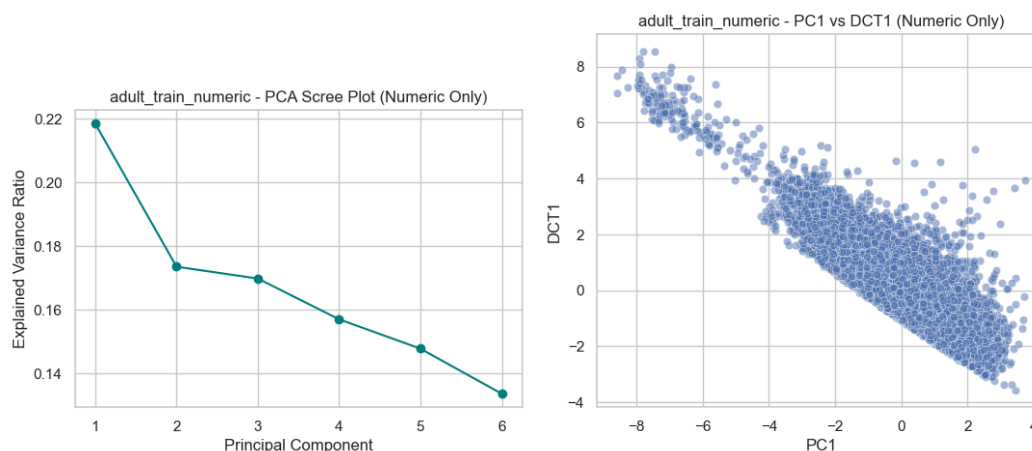 adult_train_numeric - PCA Scree Plot (Numeric Only)
0.22
0.20
0.18
0.16
0.14
Explained Variance Ratio
1 2 3 4 5 6
Principal Component
adult_train_numeric - PC1 vs DCT1 (Numeric Only)
8
6
4
2
0
−2
−4
DCT1
−8 −6 −4 −2 0 2 4
PC1